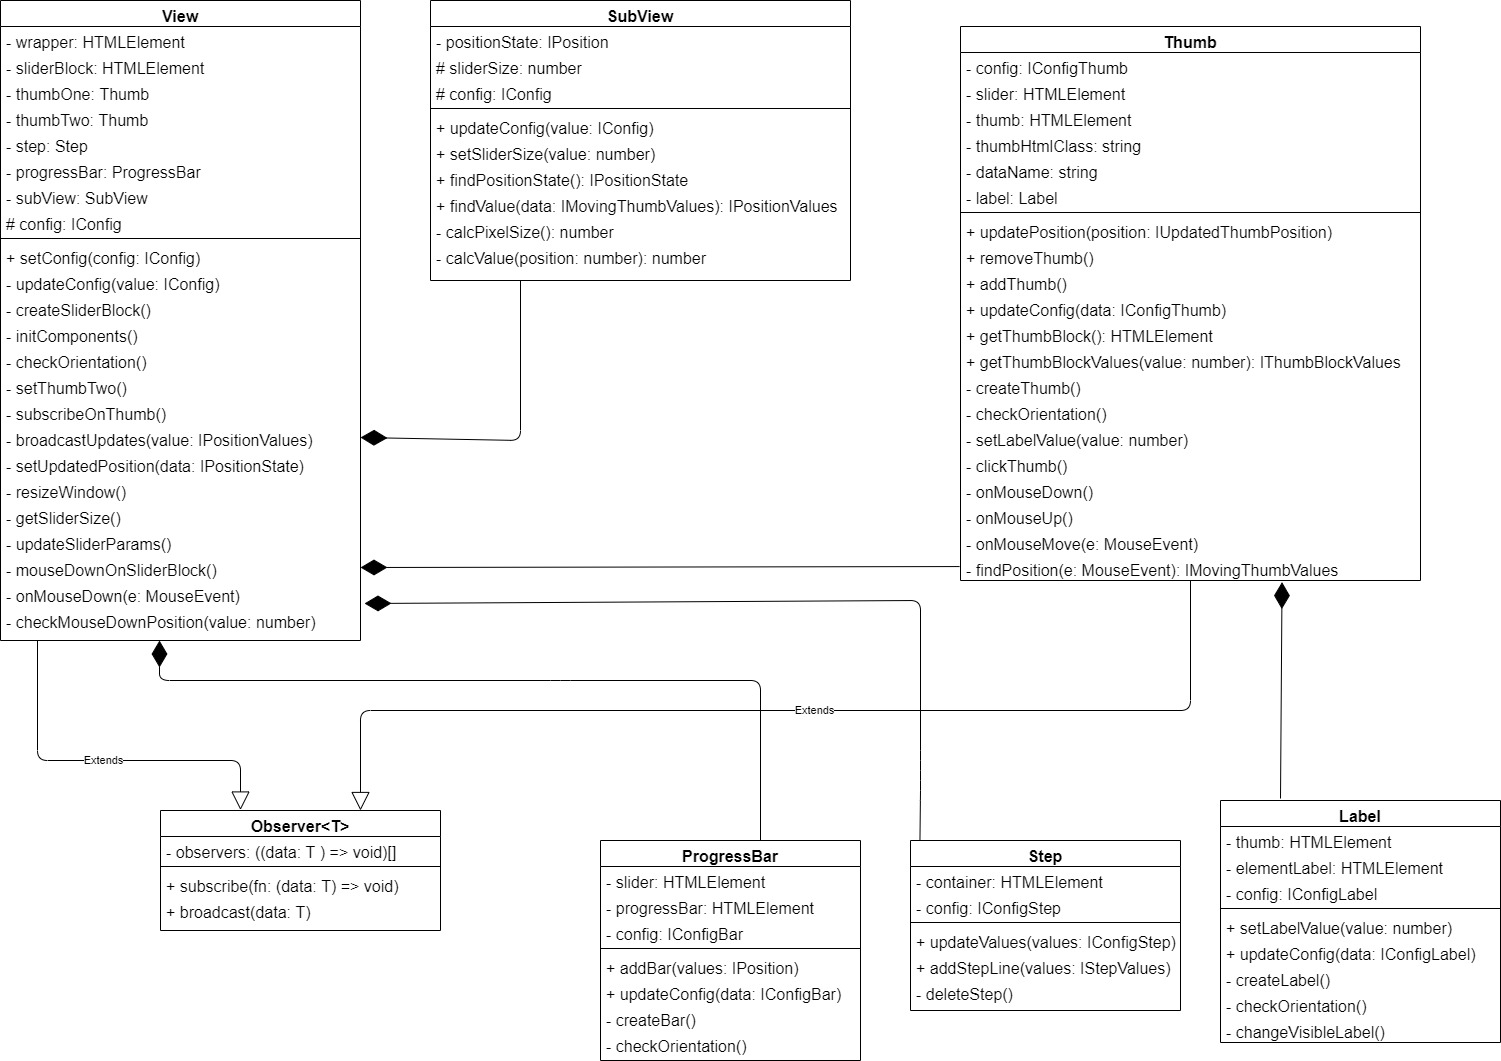 View
- wrapper: HTMLElement
- sliderBlock: HTMLElement
- thumbOne: Thumb
- thumbTwo: Thumb
- step: Step
- progressBar: ProgressBar
- subView: SubView
# config: IConfig
+ setConfig(config: IConfig)
- updateConfig(value: IConfig)
- createSliderBlock()
- initComponents()
- checkOrientation()
- setThumbTwo()
- subscribeOnThumb()
- broadcastUpdates(value: IPositionValues)
- setUpdatedPosition(data: IPositionState)
- resizeWindow()
- getSliderSize()
- updateSliderParams()
- mouseDownOnSliderBlock()
- onMouseDown(e: MouseEvent)
- checkMouseDownPosition(value: number)
SubView
- positionState: IPosition
# sliderSize: number
# config: IConfig
+ updateConfig(value: IConfig)
+ setSliderSize(value: number)
+ findPositionState(): IPositionState
+ findValue(data: IMovingThumbValues): IPositionValues
- calcPixelSize(): number
- calcValue(position: number): number
Thumb
- config: IConfigThumb
- slider: HTMLElement
- thumb: HTMLElement
- thumbHtmlClass: string
- dataName: string
- label: Label
+ updatePosition(position: IUpdatedThumbPosition)
+ removeThumb()
+ addThumb()
+ updateConfig(data: IConfigThumb)
+ getThumbBlock(): HTMLElement
+ getThumbBlockValues(value: number): IThumbBlockValues
- createThumb()
- checkOrientation()
- setLabelValue(value: number)
- clickThumb()
- onMouseDown()
- onMouseUp()
- onMouseMove(e: MouseEvent)
- findPosition(e: MouseEvent): IMovingThumbValues
Extends
Extends
Observer<T>
- observers: ((data: T ) => void)[]
+ subscribe(fn: (data: T) => void)
+ broadcast(data: T)
ProgressBar
- slider: HTMLElement
- progressBar: HTMLElement
- config: IConfigBar
+ addBar(values: IPosition)
+ updateConfig(data: IConfigBar)
- createBar()
- checkOrientation()
Step
- container: HTMLElement
- config: IConfigStep
+ updateValues(values: IConfigStep)
+ addStepLine(values: IStepValues)
- deleteStep()
Label
- thumb: HTMLElement
- elementLabel: HTMLElement
- config: IConfigLabel
+ setLabelValue(value: number)
+ updateConfig(data: IConfigLabel)
- createLabel()
- checkOrientation()
- changeVisibleLabel()